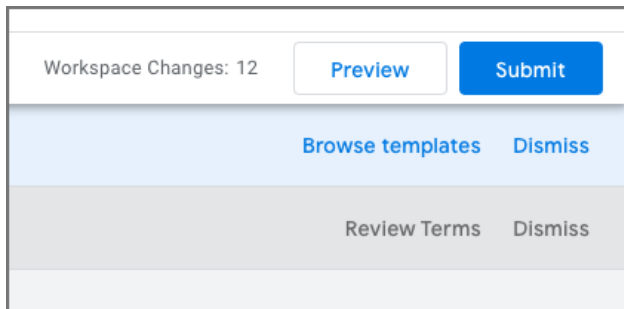 Workspace Changes: 12 Preview Submit
Browse templates Dismiss
Review Terms Dismiss